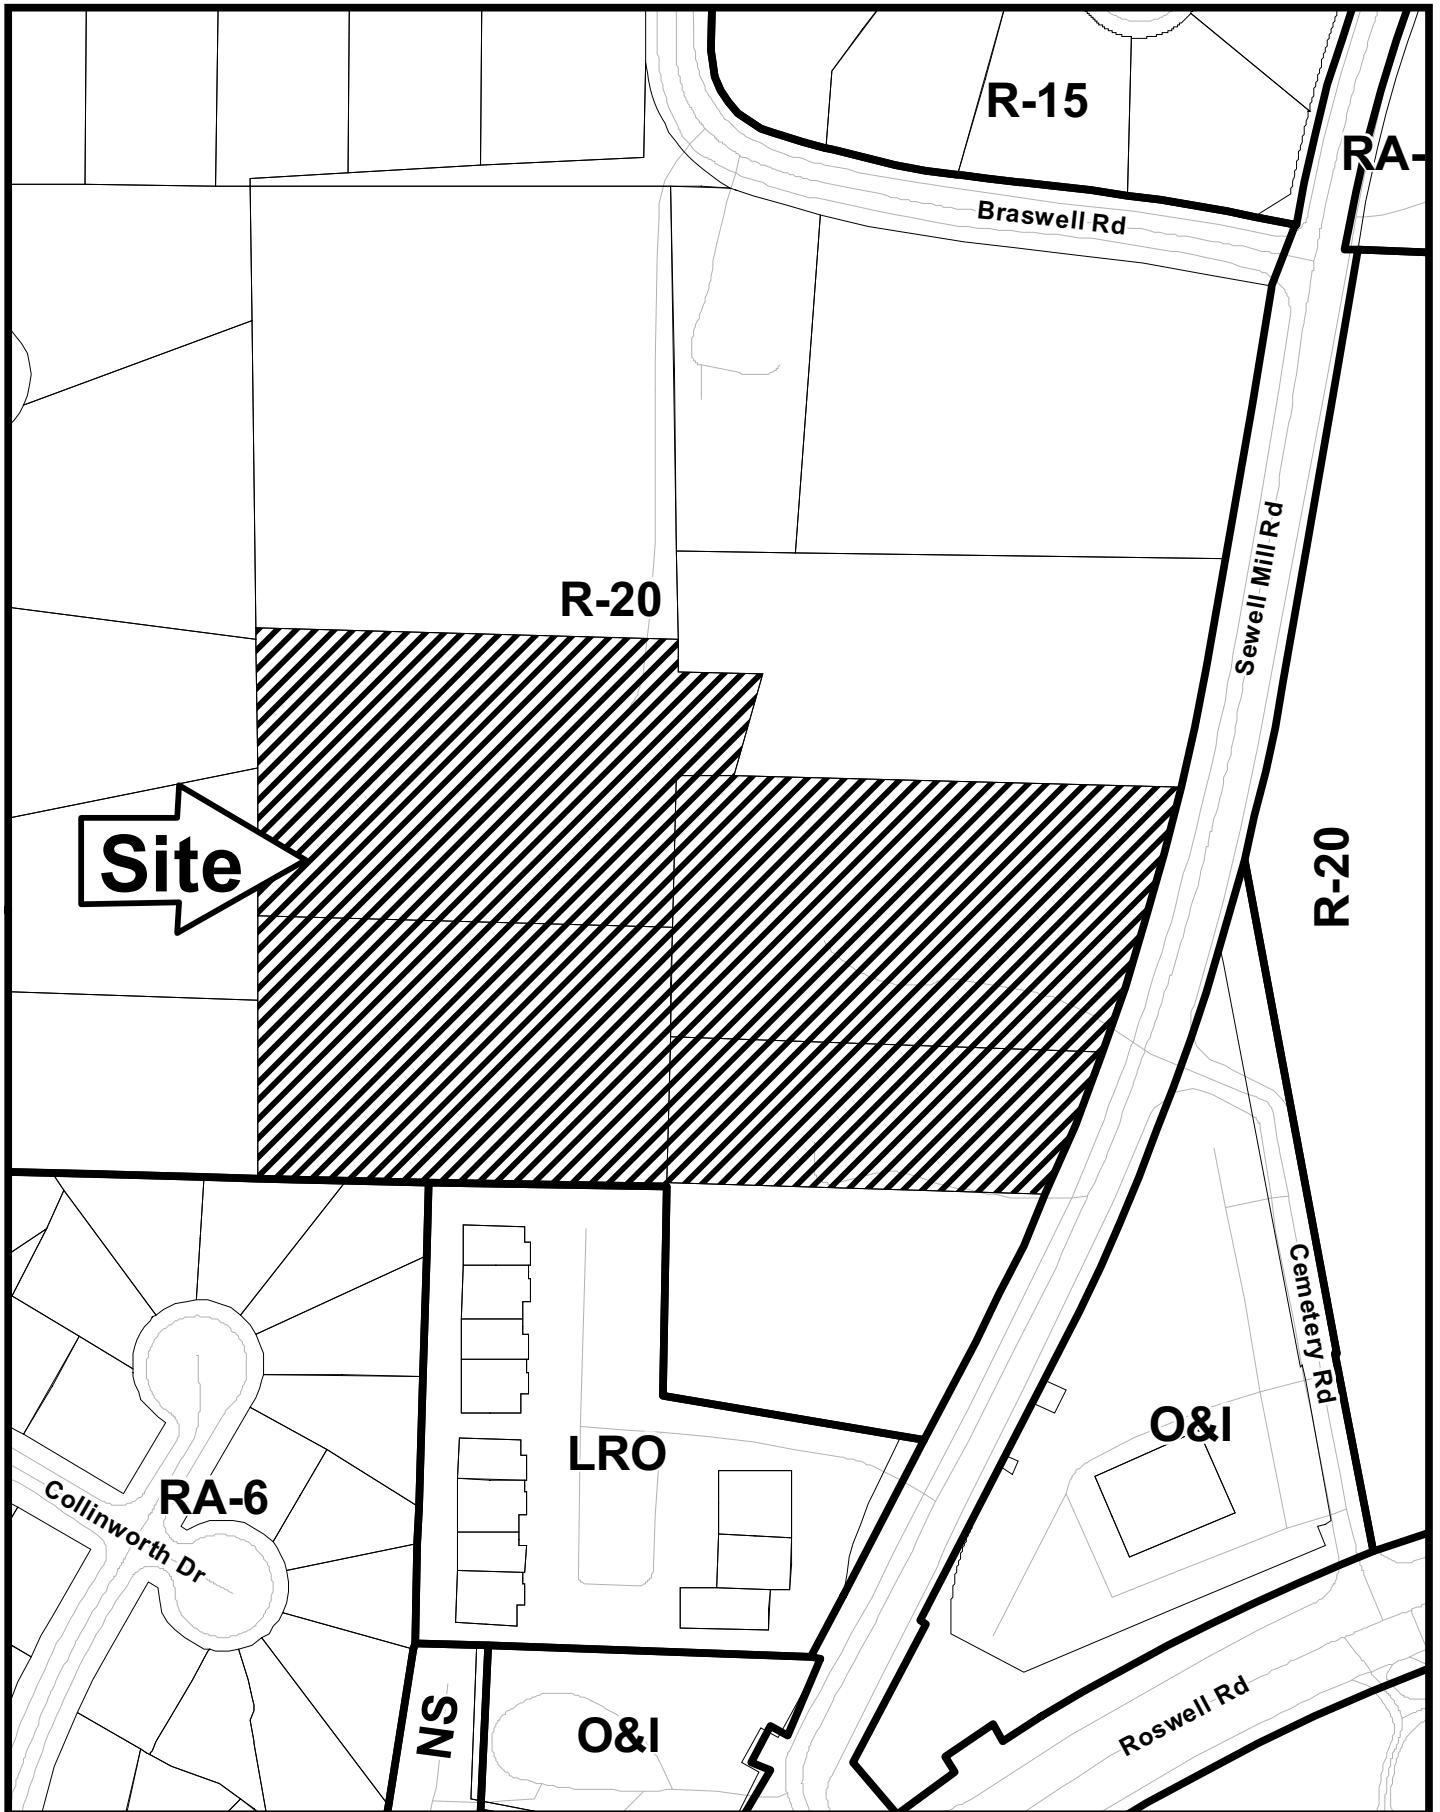 R-15
RA-
Braswell Rd
Sewell Mill Rd
R-20
R-20
Site
Cemetery Rd
O&I
LRO
RA-6
Collinworth Dr
NS
O&I
Roswell Rd